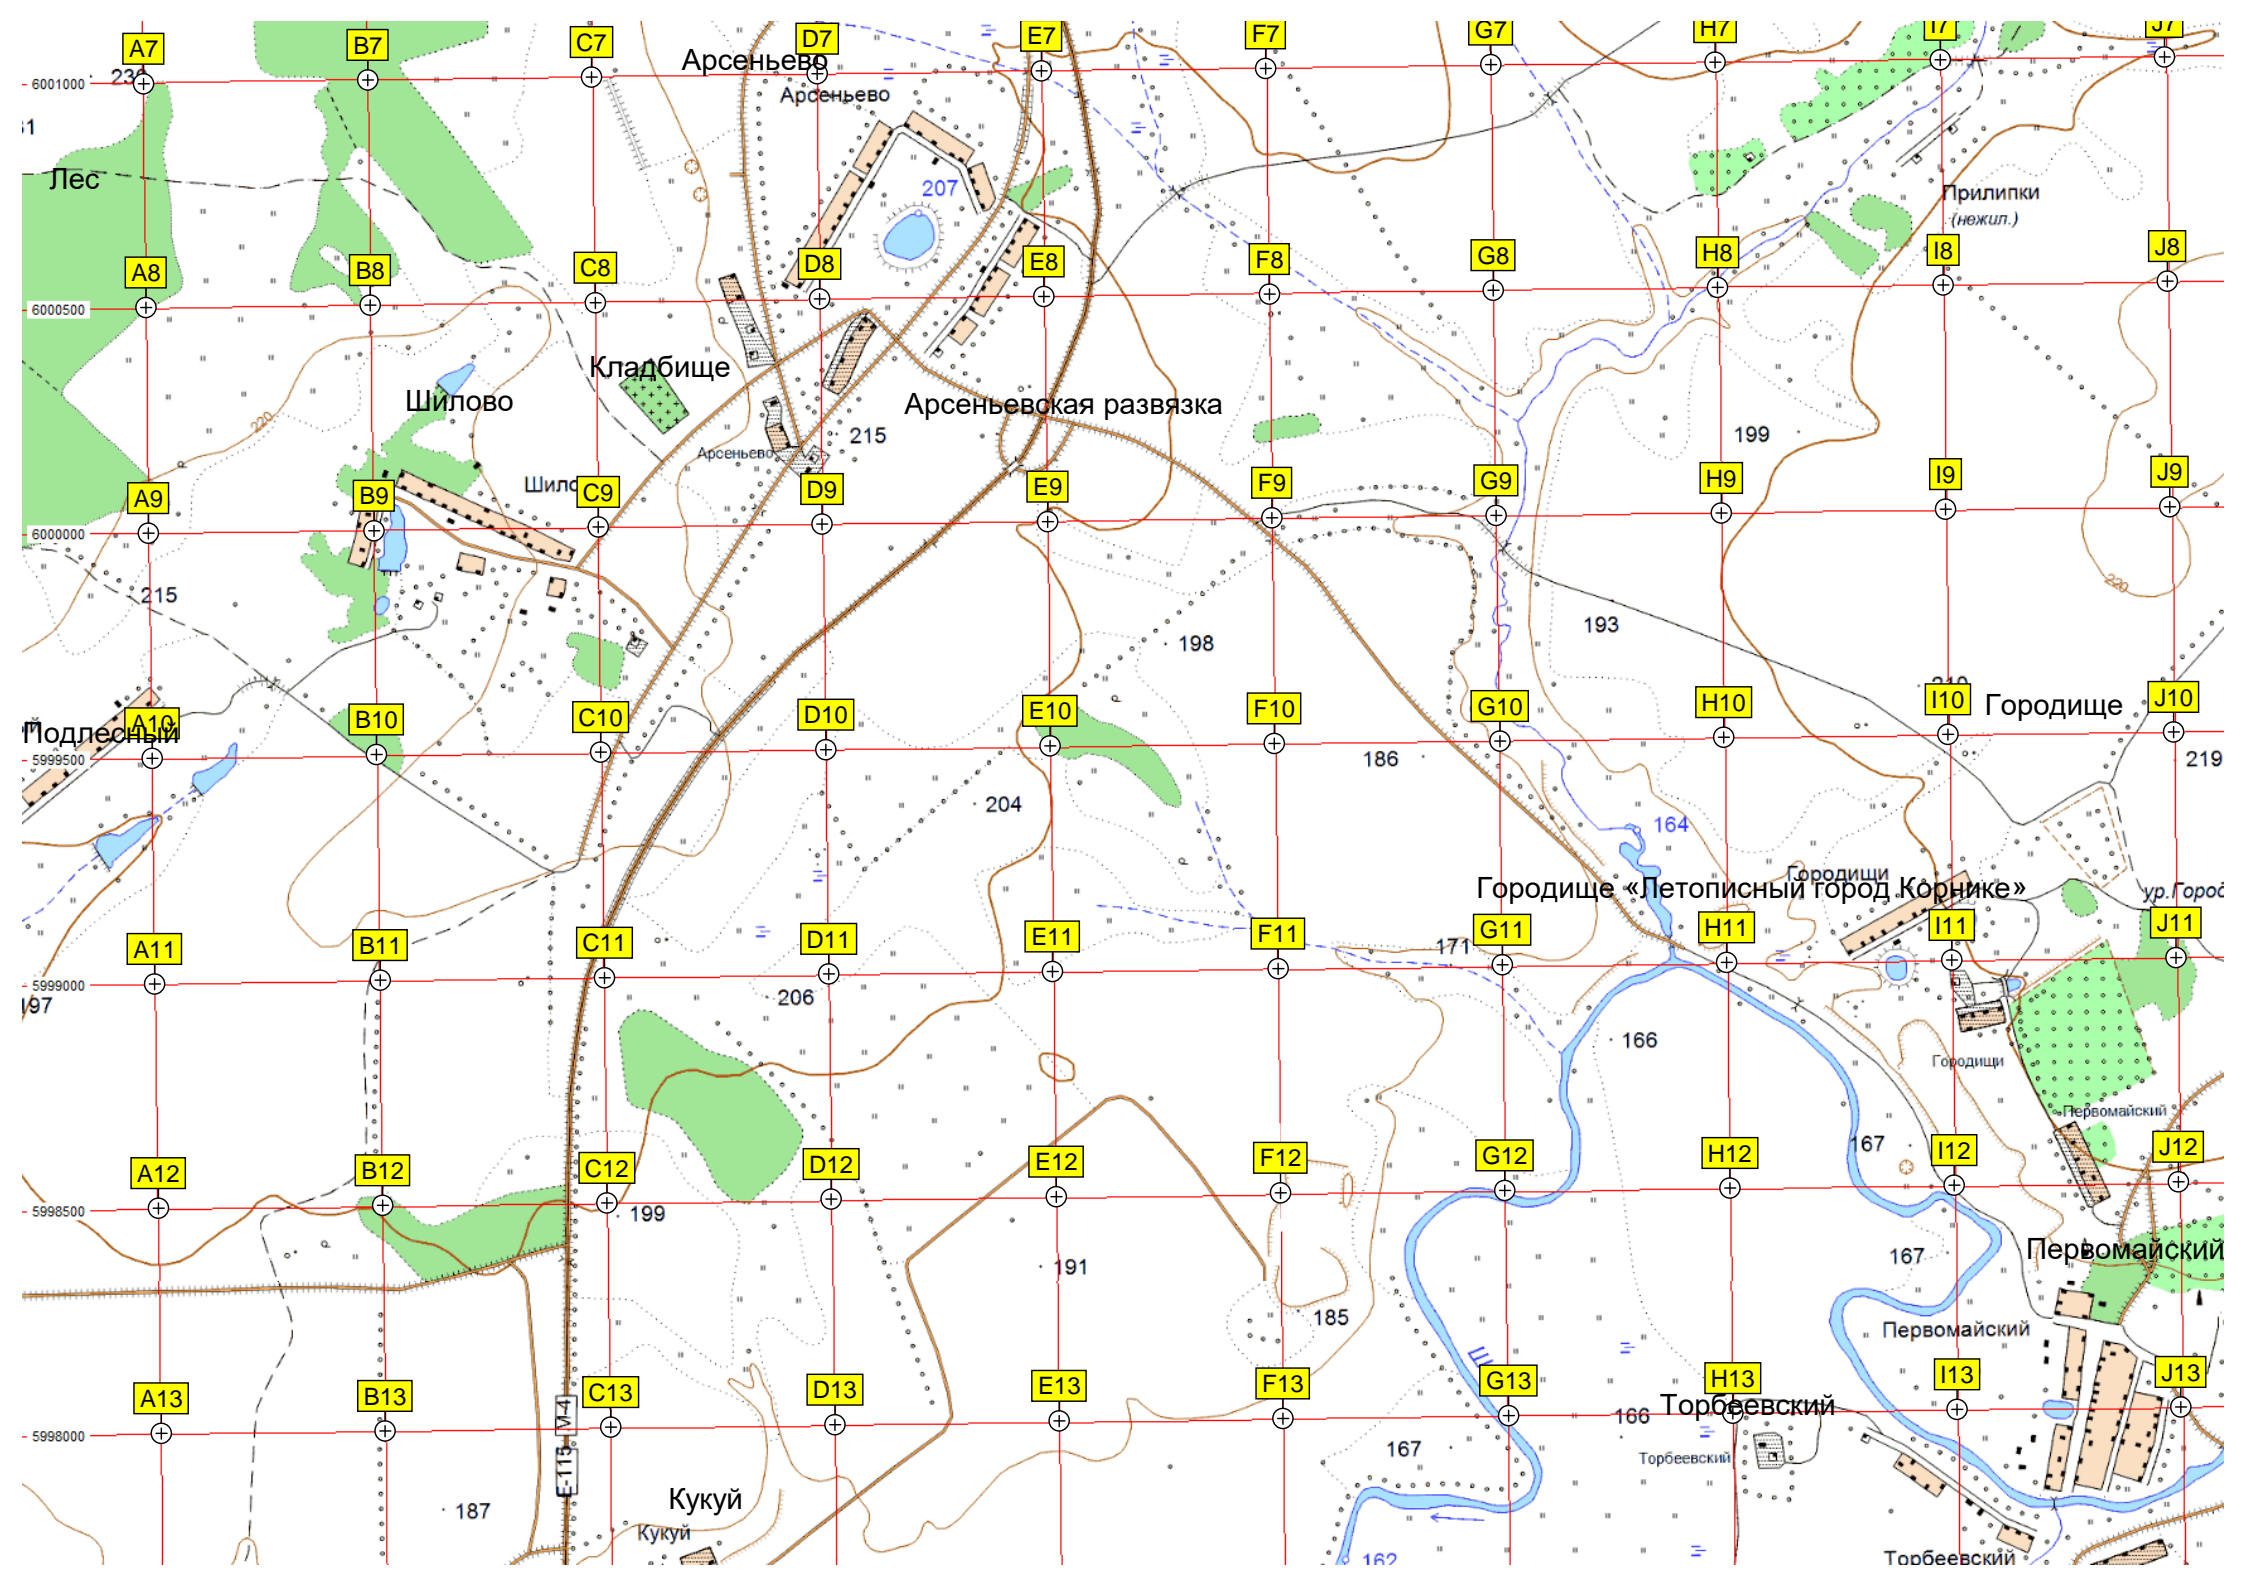 A7 B7 C7 D7 E7 F7 G7 H7 I7 J7
Арсеньево
6001000
Арсеньево
Лес
207
Прилипки
(нежил.)
A8 B8 C8 D8 E8 F8 G8 H8 I8 J8
6000500
Кладбище
Шилово
Арсеньевская развязка
220
215
199
Арсеньево
A9 B9 C9 D9 E9 F9 G9 H9 I9 J9
6000000
215
220
193
198
A10 B10 C10 D10 E10 F10 G10 H10 I10 J10
Городище
Подлесный
5999500
186
219
204
164
Городищи
Городище «Летописный город Корнике»
ур.Город
A11 B11 C11 D11 E11 F11 G11 H11 I11 J11
171
5999000
206
197
166
Городищи
Первомайский
167
A12 B12 C12 D12 E12 F12 G12 H12 I12 J12
5998500
199
Первомайский
167
191
185
Первомайский
A13 B13 C13 D13 E13 F13 G13 H13 I13 J13
М-4
166
Торбеевский
5998000
167
Торбеевский
E-115
Кукуй
187
Кукуй
162
Торбеевский